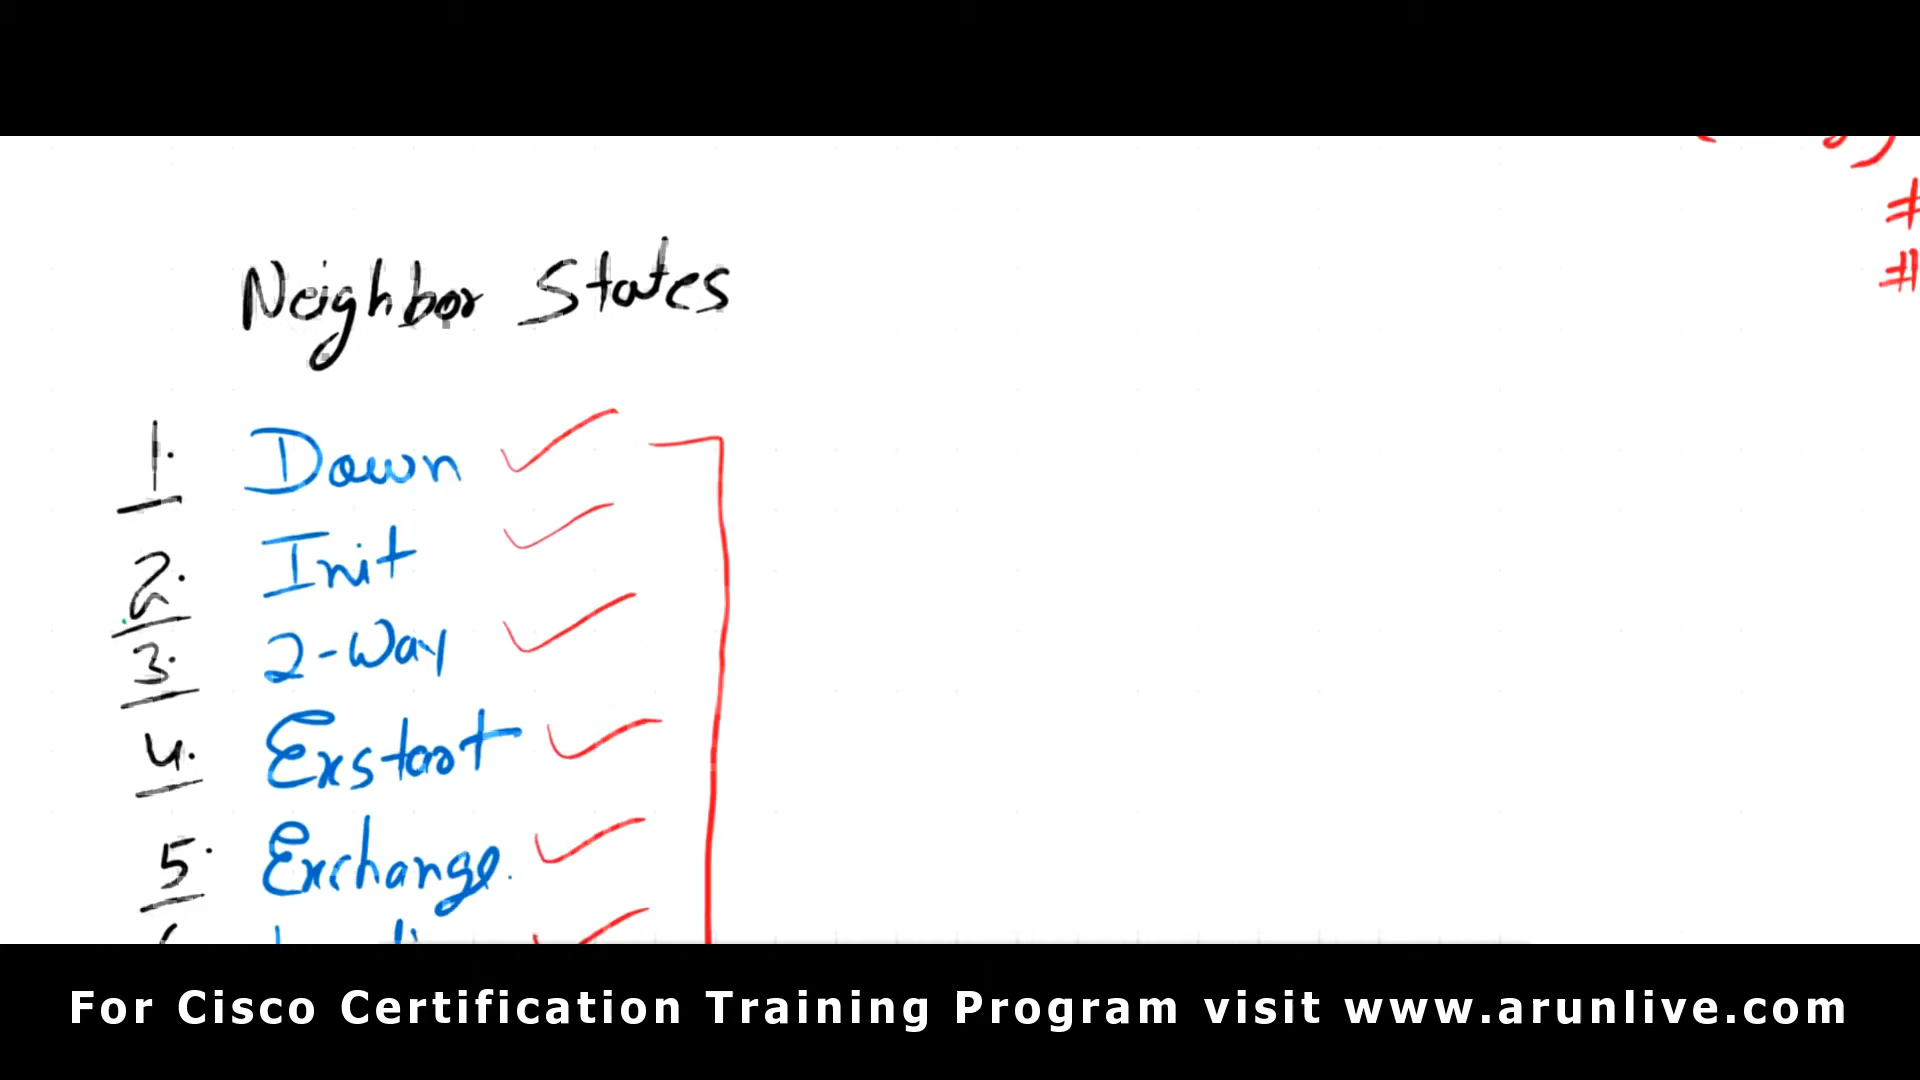 Neighbor States
1. Down
2. Init
3. 2-Way
4. Exstart
5. Exchange.
#
#
For Cisco Certification Training Program visit www.arunlive.com